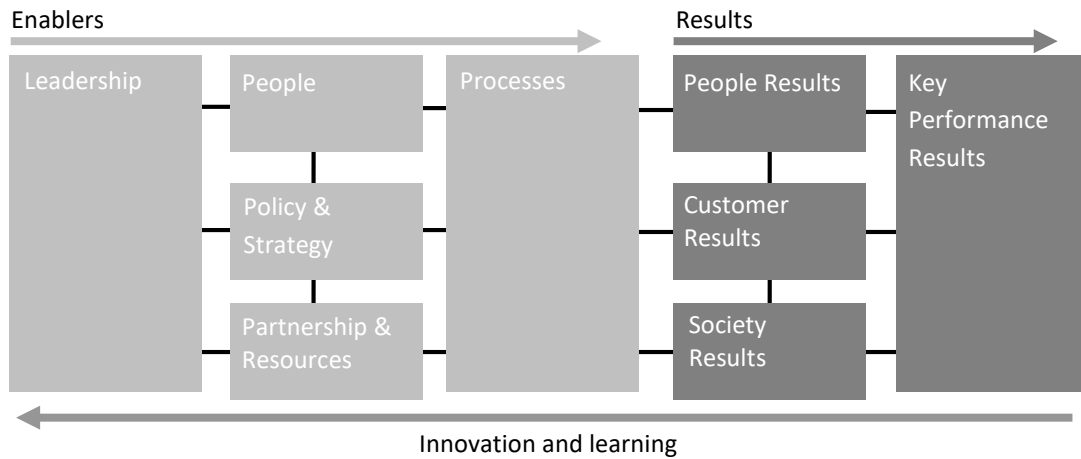 Enablers
Results
Leadership
People
Processes
People Results
Key
Performance
Results
Policy &
Strategy
Customer
Results
Partnership &
Resources
Society
Results
Innovation and learning